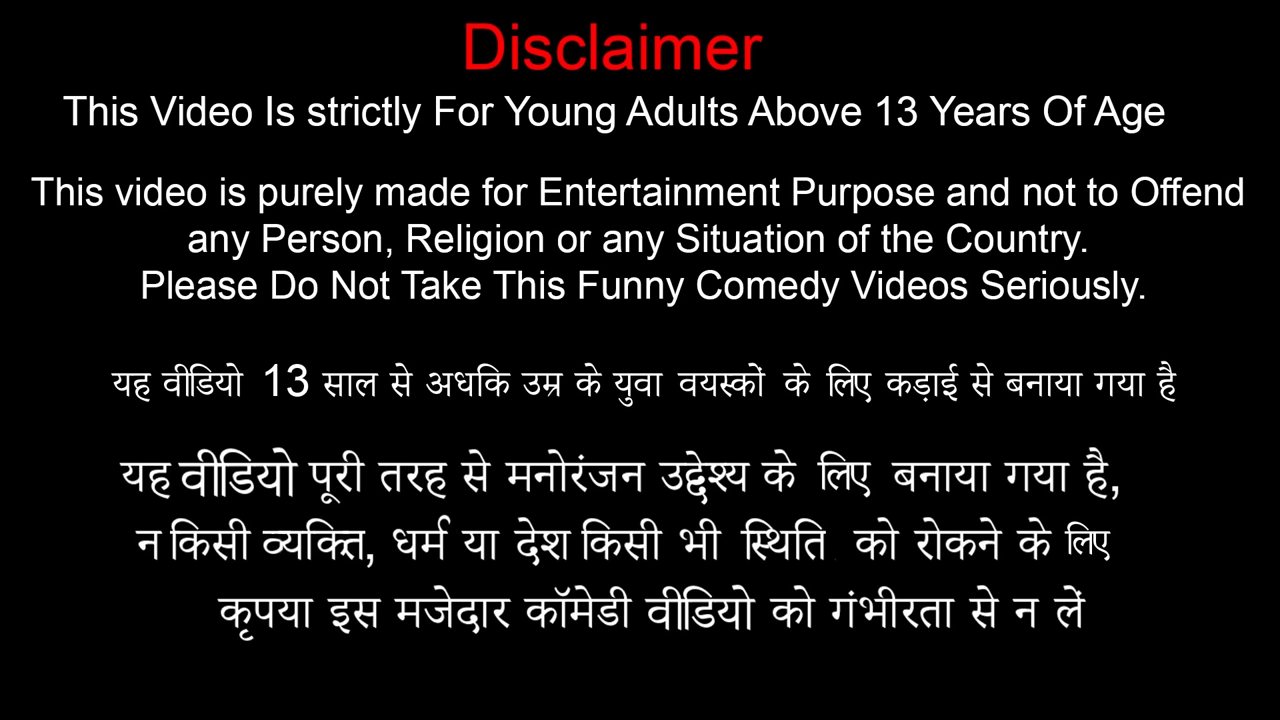 Disclaimer
This Video Is strictly For Young Adults Above 13 Years Of Age
This video is purely made for Entertainment Purpose and not to Offend
any Person, Religion or any Situation of the Country.
Please Do Not Take This Funny Comedy Videos Seriously.
यह वीडियो 13 साल से अधकि उम्र के युवा वयस्कों के लिए कड़ाई से बनाया गया है
यह वीडियो पूरी तरह से मनोरंजन उद्देश्य के लिए बनाया गया है,
न किसी व्यक्ति, धर्म या देश किसी भी स्थिति को रोकने के लिए
कृपया इस मजेदार कॉमेडी वीडियो को गंभीरता से न लें